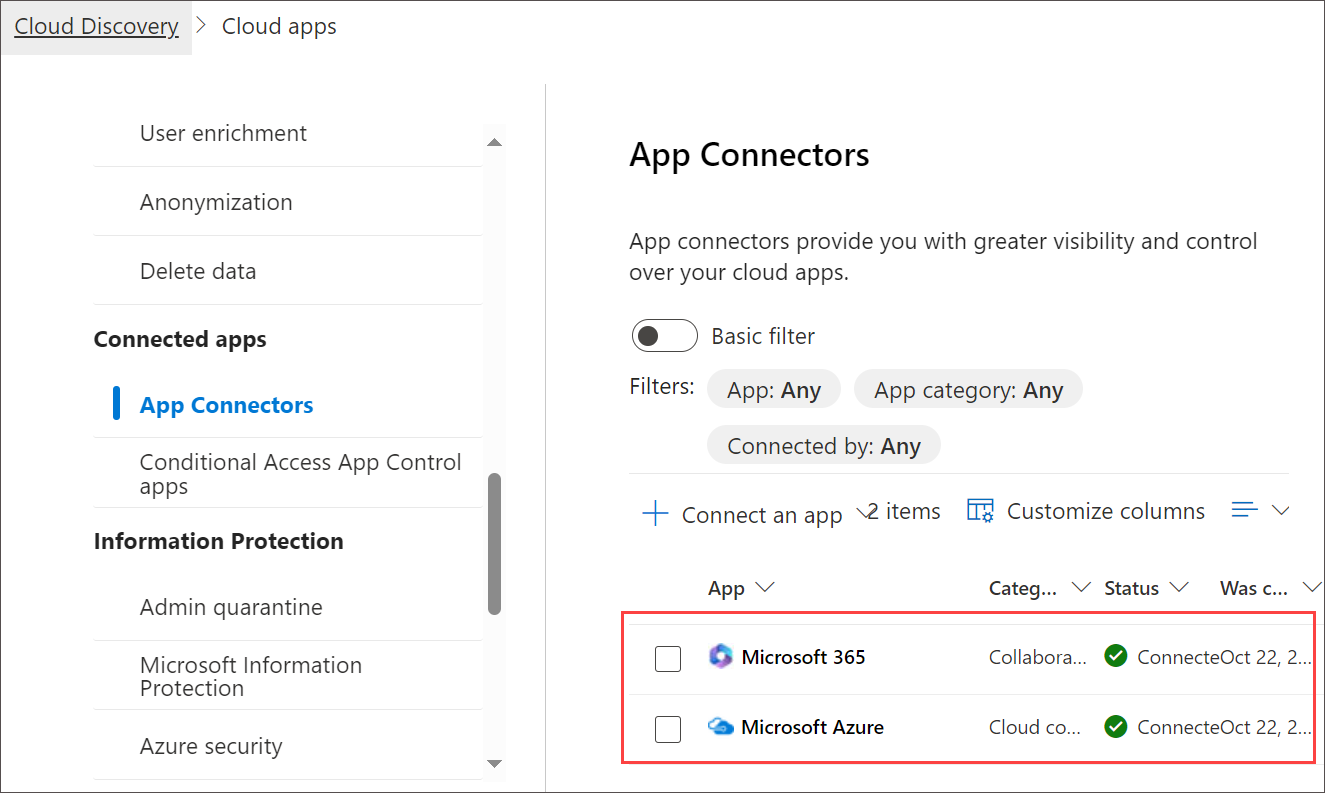 Cloud Discovery > Cloud apps
User enrichment
Anonymization
Delete data
Connected apps
App Connectors
Conditional Access App Control
apps
Information Protection
Admin quarantine
Microsoft Information
Protection
Azure security
App Connectors
App connectors provide you with greater visibility and control
over your cloud apps.
Basic filter
Filters: App: Any App category: Any
Connected by: Any
Connect an app 2 items Customize columns
App Categ... Status Was c...
Microsoft 365 Collabora... Connecte Oct 22, 2...
Microsoft Azure Cloud co... Connecte Oct 22, 2...